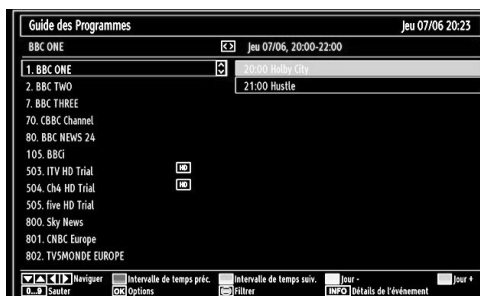 Guide des Programmes Jeu 07/06 20:23
BBC ONE Jeu 07/06, 20:00-22:00
1. BBC ONE 20:00 Holby City
2. BBC TWO 21:00 Hustle
7. BBC THREE
70. CBBC Channel
80. BBC NEWS 24
105. BBCi
503. ITV HD Trial HD
504. Ch4 HD Trial HD
505. five HD Trial
800. Sky News
801. CNBC Europe
802. TV5MONDE EUROPE
Naviguer Intervalle de temps préc. Intervalle de temps suiv. Jour - Jour +
0...9 Sauter OK Options Filtrer INFO Détails de l'événement